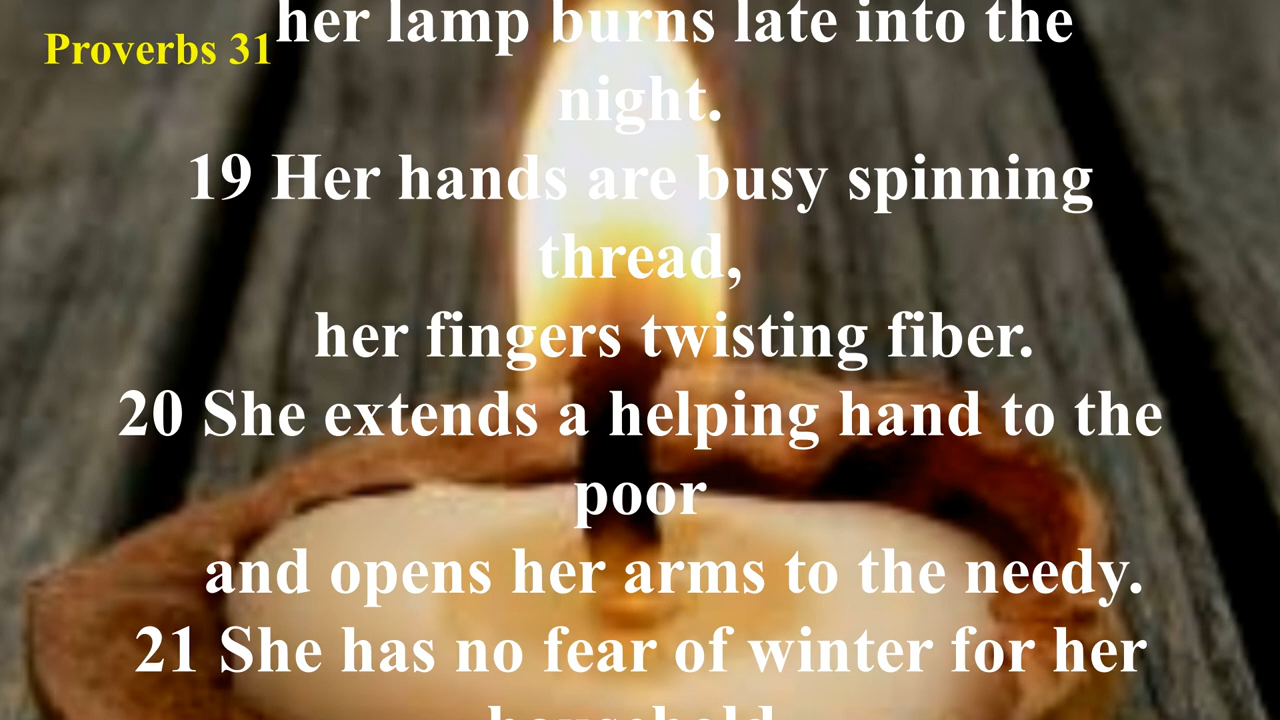 Proverbs 31
her lamp burns late into the
night.
19 Her hands are busy spinning
thread,
her fingers twisting fiber.
20 She extends a helping hand to the
poor
and opens her arms to the needy.
21 She has no fear of winter for her
household,